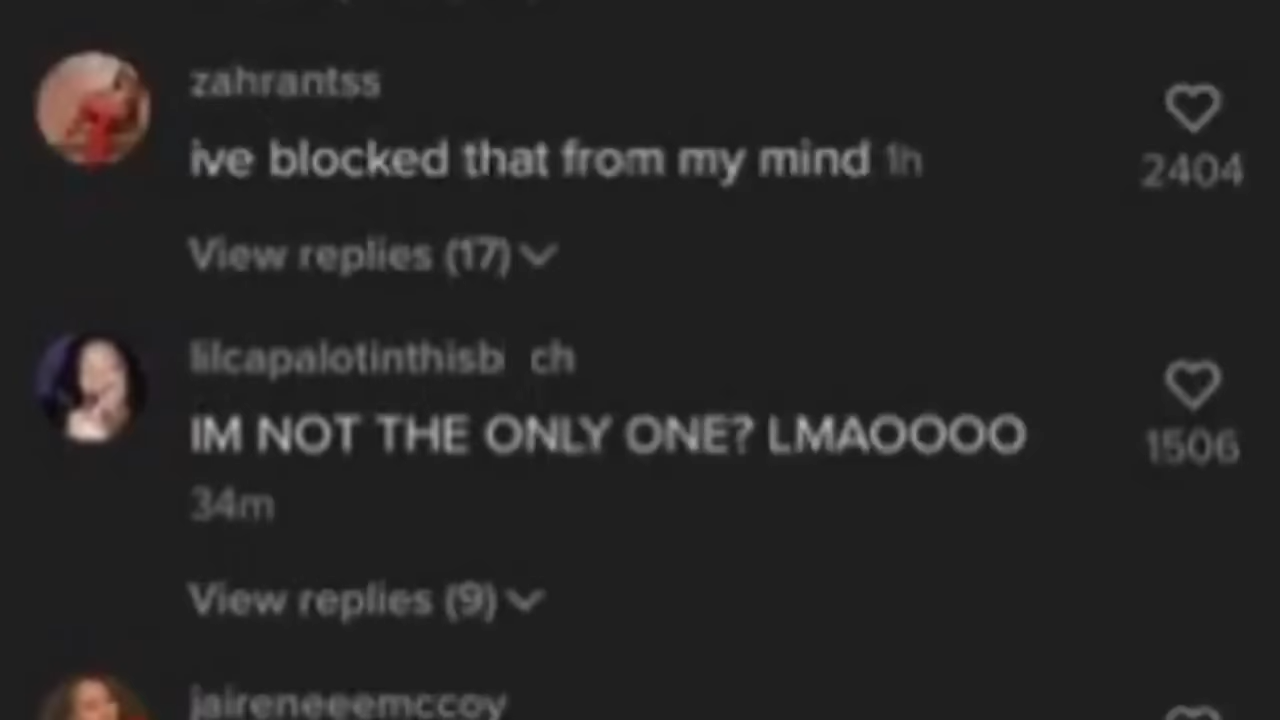 zahrantss
ive blocked that from my mind 1h
2404
View replies (17)
lilcapalotinthisb ch
IM NOT THE ONLY ONE? LMAOOOO
1506
34m
View replies (9)
jaireneeemccoy